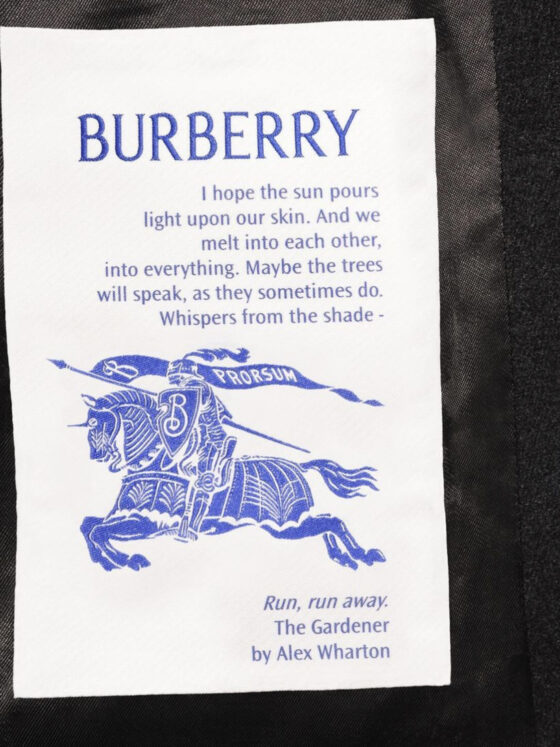 BURBERRY
I hope the sun pours
light upon our skin. And we
melt into each other,
into everything. Maybe the trees
will speak, as they sometimes do.
Whispers from the shade -
B PRORSUM
B
Run, run away.
The Gardener
by Alex Wharton